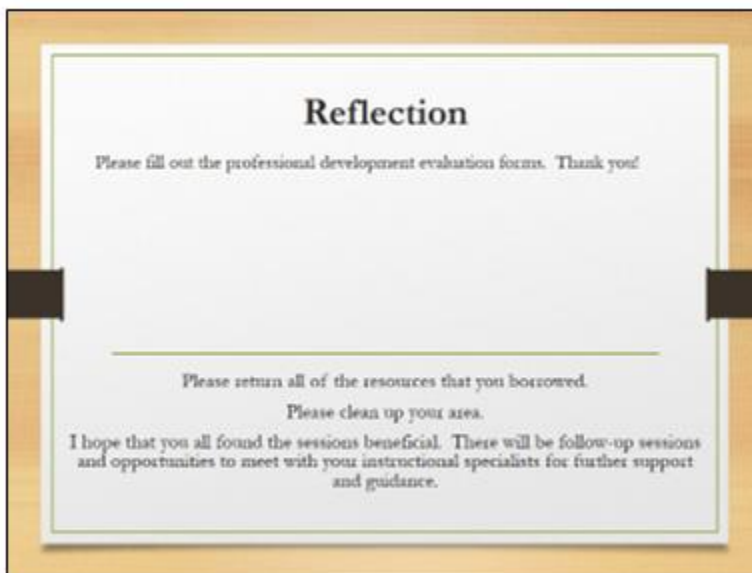 Reflection
Please fill out the professional development evaluation forms.  Thank you!
Please return all of the resources that you borrowed.
Please clean up your area.
I hope that you all found the sessions beneficial.  There will be follow-up sessions
and opportunities to meet with your instructional specialists for further support
and guidance.